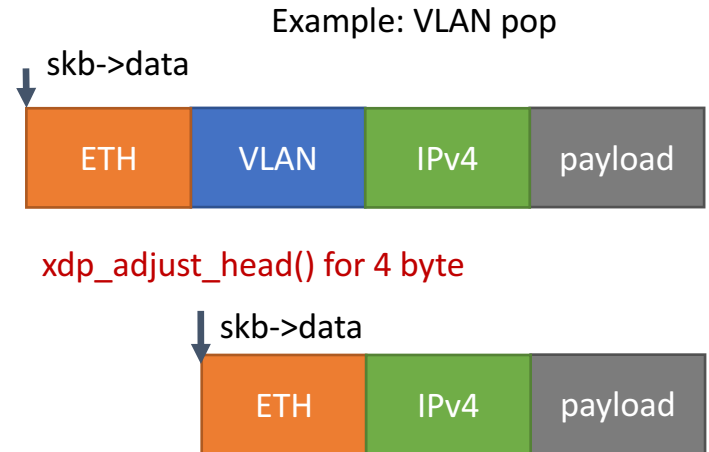 Example: VLAN pop
skb->data
ETH VLAN IPv4 payload
xdp_adjust_head() for 4 byte
skb->data
ETH IPv4 payload